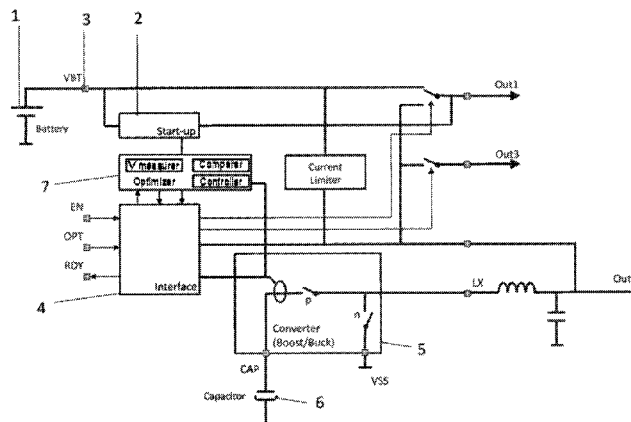 1
3
2
VBT
Out1
Battery
Start-up
V measurer
Comparer
Optimizer
Controller
7
Current
Limiter
Out3
EN
OPT
RDY
Interface
4
LX
Out
p
n
Converter
(Boost/Buck)
5
CAP
VSS
Capacitor
6